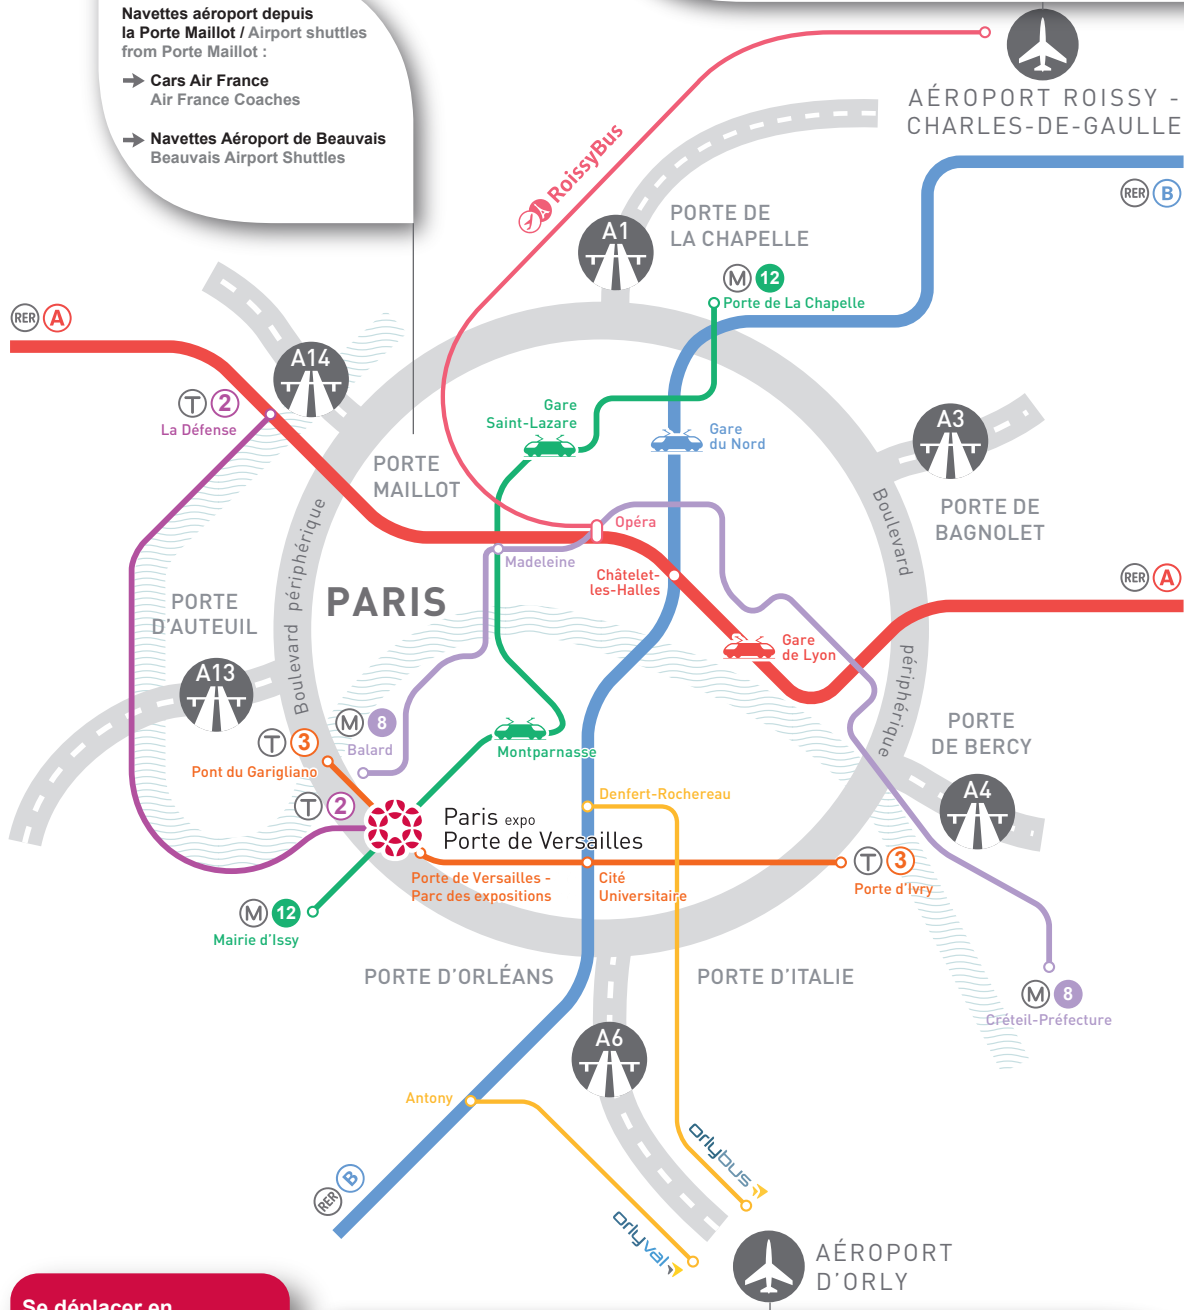 Navettes aéroport depuis
la Porte Maillot / Airport shuttles
from Porte Maillot :
Cars Air France
Air France Coaches
Navettes Aéroport de Beauvais
Beauvais Airport Shuttles
AÉROPORT ROISSY -
CHARLES-DE-GAULLE
RoissyBus
RER B
A1
PORTE DE
LA CHAPELLE
M 12
Porte de La Chapelle
RER A
A14
T 2
La Défense
Gare
Saint-Lazare
Gare
du Nord
A3
PORTE
MAILLOT
PORTE DE
BAGNOLET
Boulevard périphérique
Boulevard
périphérique
Opéra
Madeleine
Châtelet-
les-Halles
RER A
PARIS
PORTE
D'AUTEUIL
Gare
de Lyon
A13
M 8
Balard
T 3
Pont du Garigliano
Montparnasse
PORTE
DE BERCY
A4
T 2
Denfert-Rochereau
Paris expo
Porte de Versailles
Porte de Versailles -
Parc des expositions
Cité
Universitaire
T 3
Porte d'Ivry
M 12
Mairie d'Issy
PORTE D'ORLÉANS
PORTE D'ITALIE
M 8
Créteil-Préfecture
A6
Antony
orlybus
RER B
orlyval
AÉROPORT
D'ORLY
Se déplacer en